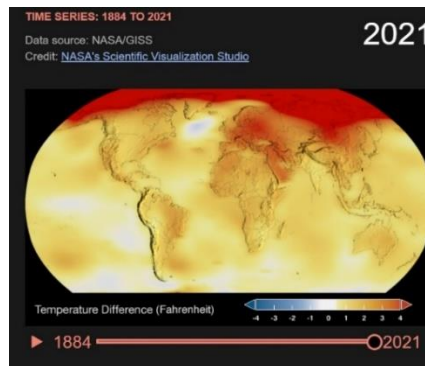 TIME SERIES: 1884 TO 2021
Data source: NASA/GISS
Credit: NASA's Scientific Visualization Studio
2021
Temperature Difference (Fahrenheit)
-4 -3 -2 -1 0 1 2 3 4
1884 2021